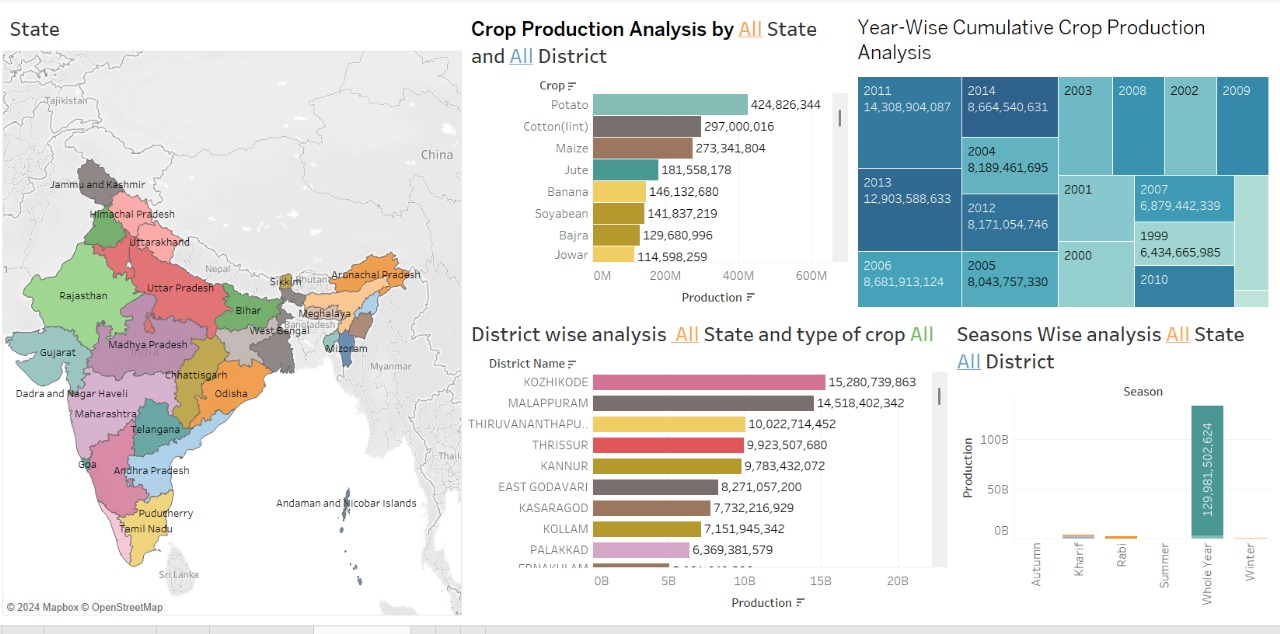 State
Tajikistan
China
Jammu and Kashmir
Himachal Pradesh
Uttarakhand
Nepal
Sikkim
Bhutan
Arunachal Pradesh
Rajasthan
Uttar Pradesh
Bihar
Meghalaya
Bangladesh
West Bengal
Gujarat
Madhya Pradesh
India
Mizoram
Myanmar
Chhattisgarh
Dadra and Nagar Haveli
Odisha
Maharashtra
Telangana
Thail
Goa
Andhra Pradesh
Andaman and Nicobar Islands
Puducherry
Tamil Nadu
Sri Lanka
© 2024 Mapbox © OpenStreetMap
Crop Production Analysis by All State
and All District
Crop
Potato 424,826,344
Cotton(lint) 297,000,016
Maize 273,341,804
Jute 181,558,178
Banana 146,132,680
Soyabean 141,837,219
Bajra 129,680,996
Jowar 114,598,259
0M 200M 400M 600M
Production
Year-Wise Cumulative Crop Production
Analysis
2011
14,308,904,087
2013
12,903,588,633
2006
8,681,913,124
2014
8,664,540,631
2004
8,189,461,695
2012
8,171,054,746
2005
8,043,757,330
2003
2008
2002
2009
2001
2000
2007
6,879,442,339
1999
6,434,665,985
2010
District wise analysis All State and type of crop All
District Name
KOZHIKODE 15,280,739,863
MALAPPURAM 14,518,402,342
THIRUVANANTHAPU.. 10,022,714,452
THRISSUR 9,923,507,680
KANNUR 9,783,432,072
EAST GODAVARI 8,271,057,200
KASARAGOD 7,732,216,929
KOLLAM 7,151,945,342
PALAKKAD 6,369,381,579
0B 5B 10B 15B 20B
Production
Seasons Wise analysis All State
All District
Season
Production
100B
50B
0B
129,981,502,624
Autumn
Kharif
Rabi
Summer
Whole Year
Winter